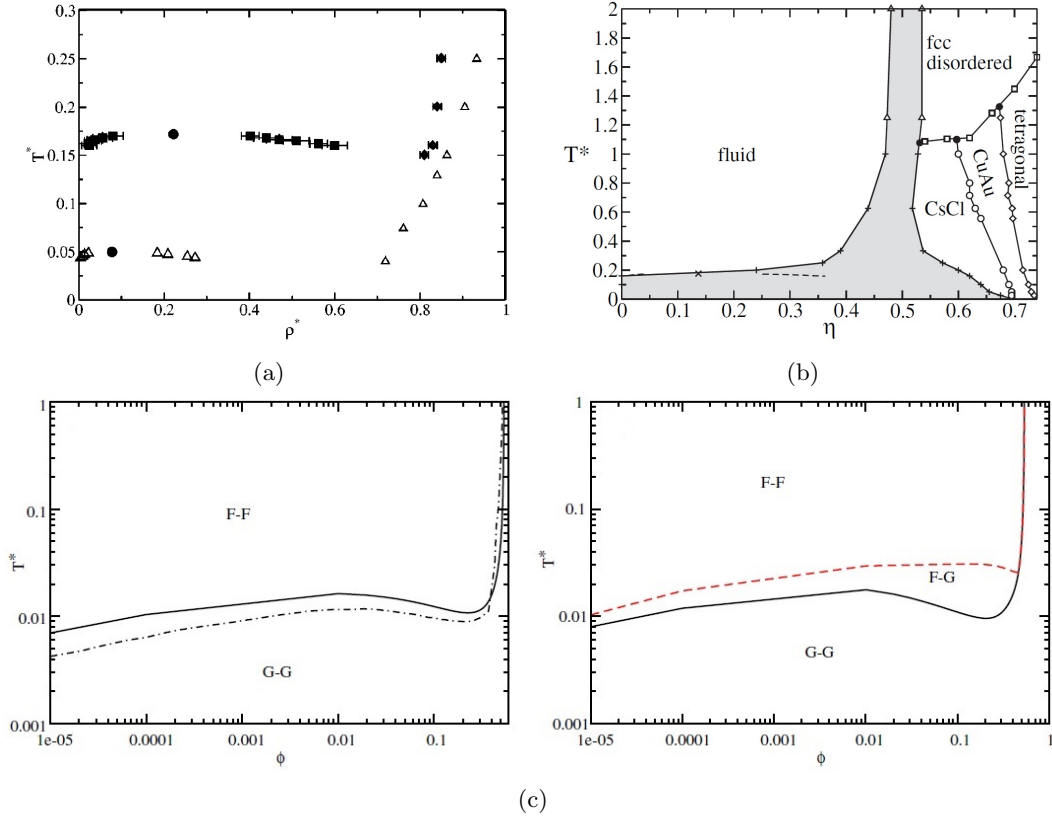 0.3
0.25
0.2
0.15
0.1
0.05
0
T*
0 0.2 0.4 0.6 0.8 1
ρ*
(a)
2
1.8
1.6
1.4
1.2
1
0.8
0.6
0.4
0.2
0
T*
fluid
fcc
disordered
tetragonal
CuAu
CsCl
0 0.1 0.2 0.3 0.4 0.5 0.6 0.7
η
(b)
1
0.1
0.01
0.001
T*
F-F
G-G
1e-05 0.0001 0.001 0.01 0.1
ϕ
1
0.1
0.01
0.001
T*
F-F
F-G
G-G
1e-05 0.0001 0.001 0.01 0.1 1
ϕ
(c)